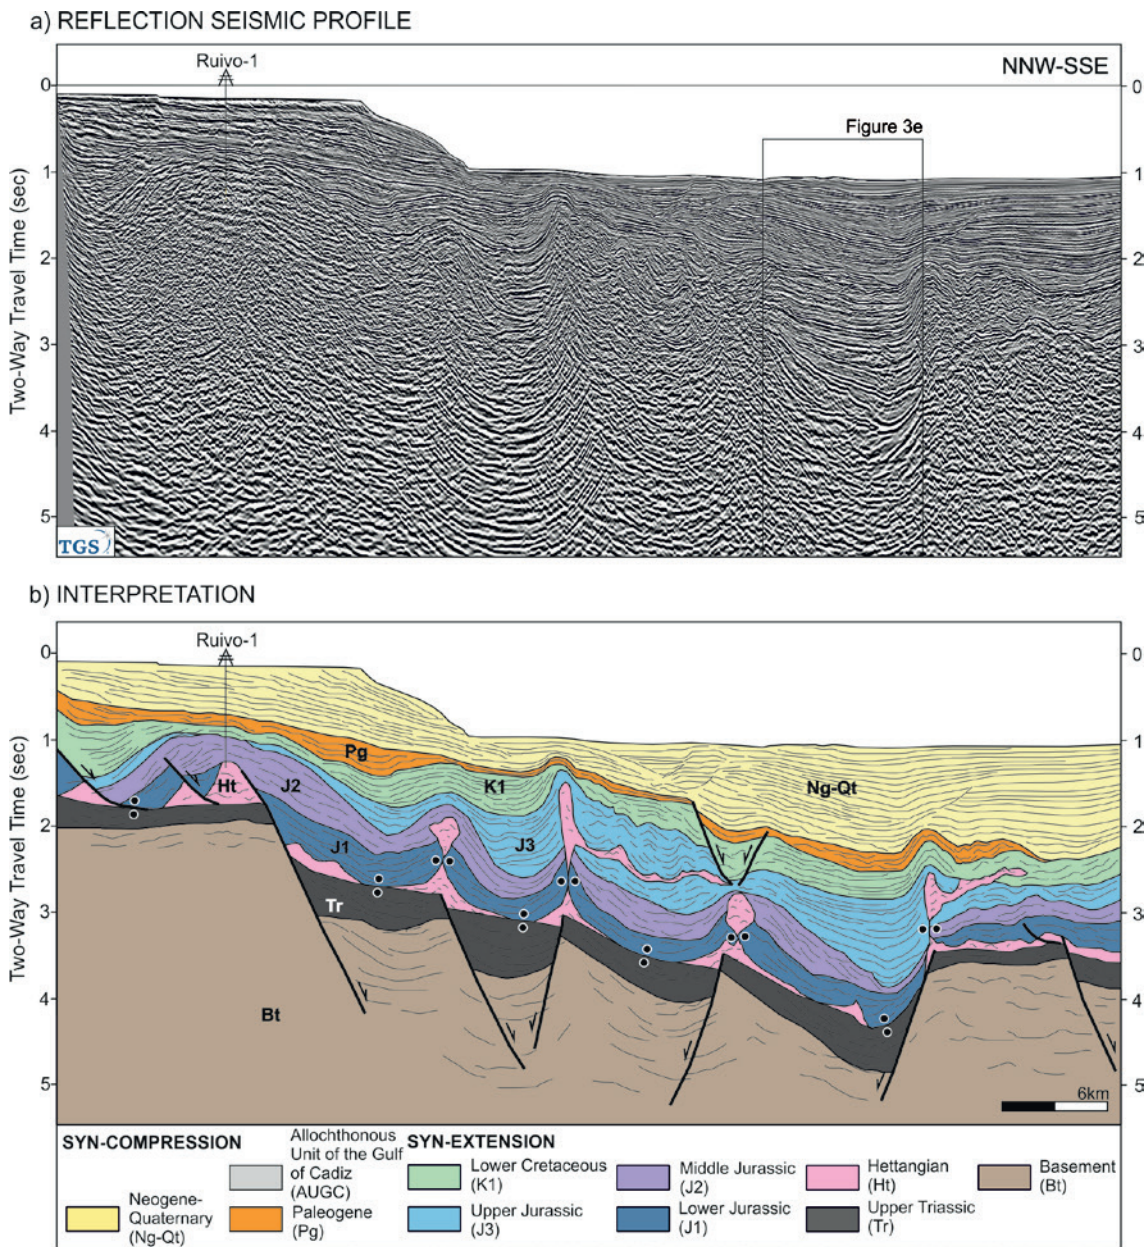 a) REFLECTION SEISMIC PROFILE
Ruivo-1
NNW-SSE
Figure 3e
Two-Way Travel Time (sec)
0
1
2
3
4
5
0
1
2
3
4
5
TGS
b) INTERPRETATION
Ruivo-1
Two-Way Travel Time (sec)
0
1
2
3
4
5
0
1
2
3
4
5
Pg
K1
Ng-Qt
Ht
J2
J1
J3
Tr
Bt
6km
SYN-COMPRESSION
Neogene-
Quaternary
(Ng-Qt)
Allochthonous
Unit of the Gulf
of Cadiz
(AUGC)
Paleogene
(Pg)
SYN-EXTENSION
Lower Cretaceous
(K1)
Upper Jurassic
(J3)
Middle Jurassic
(J2)
Lower Jurassic
(J1)
Hettangian
(Ht)
Upper Triassic
(Tr)
Basement
(Bt)